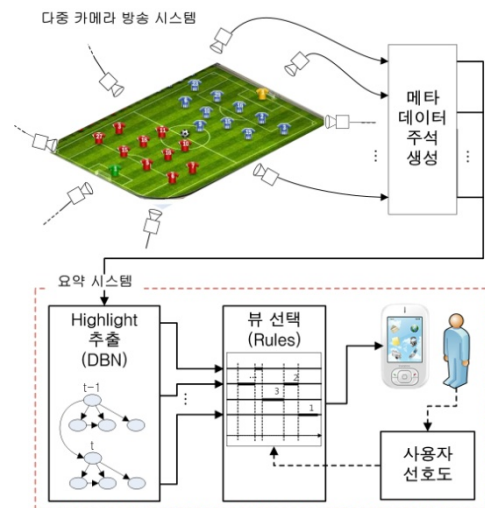 다중 카메라 방송 시스템
메타
데이터
주석
생성
요약 시스템
Highlight
추출
(DBN)
t-1
t
뷰 선택
(Rules)
2
3
1
사용자
선호도